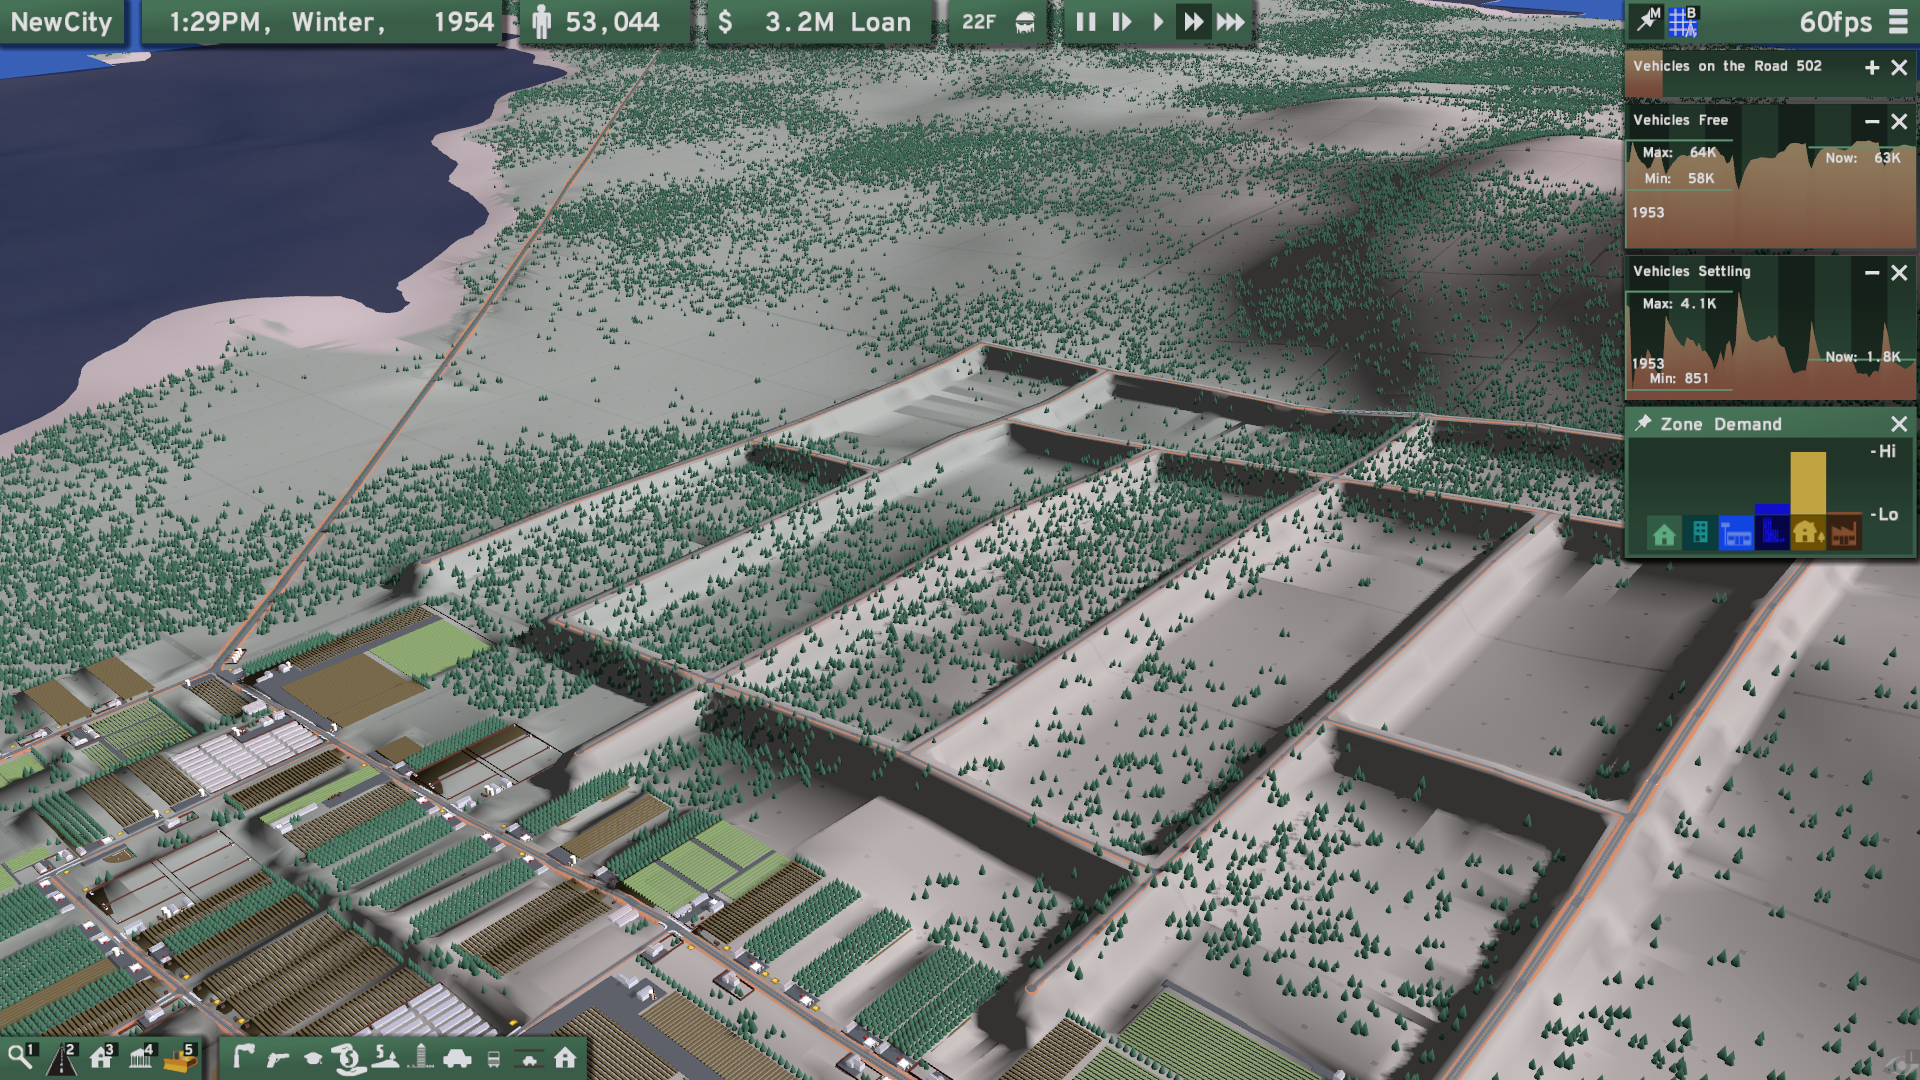 NewCity
1:29PM, Winter, 1954
53,044
$ 3.2M Loan
22F
M
B
60fps
Vehicles on the Road 502
Vehicles Free
Max: 64K
Min: 58K
Now: 63K
1953
Vehicles Settling
Max: 4.1K
1953
Min: 851
Now: 1.8K
Zone Demand
-Hi
-Lo
1 2 3 4 5